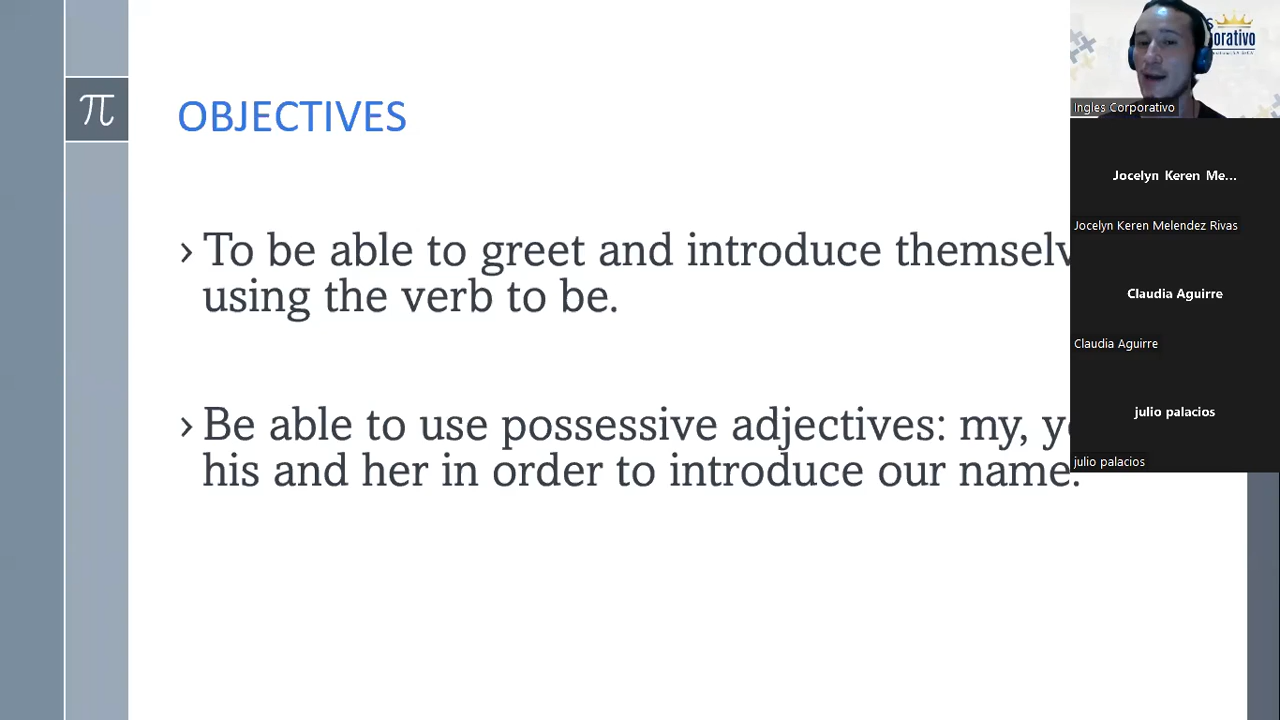 π
OBJECTIVES
› To be able to greet and introduce
using the verb to be.
› Be able to use possessive adjectives: my,
his and her in order to introduce our name.
Ingles Corporativo
Jocelyn Keren Me...
Jocelyn Keren Melendez Rivas
Claudia Aguirre
Claudia Aguirre
julio palacios
julio palacios